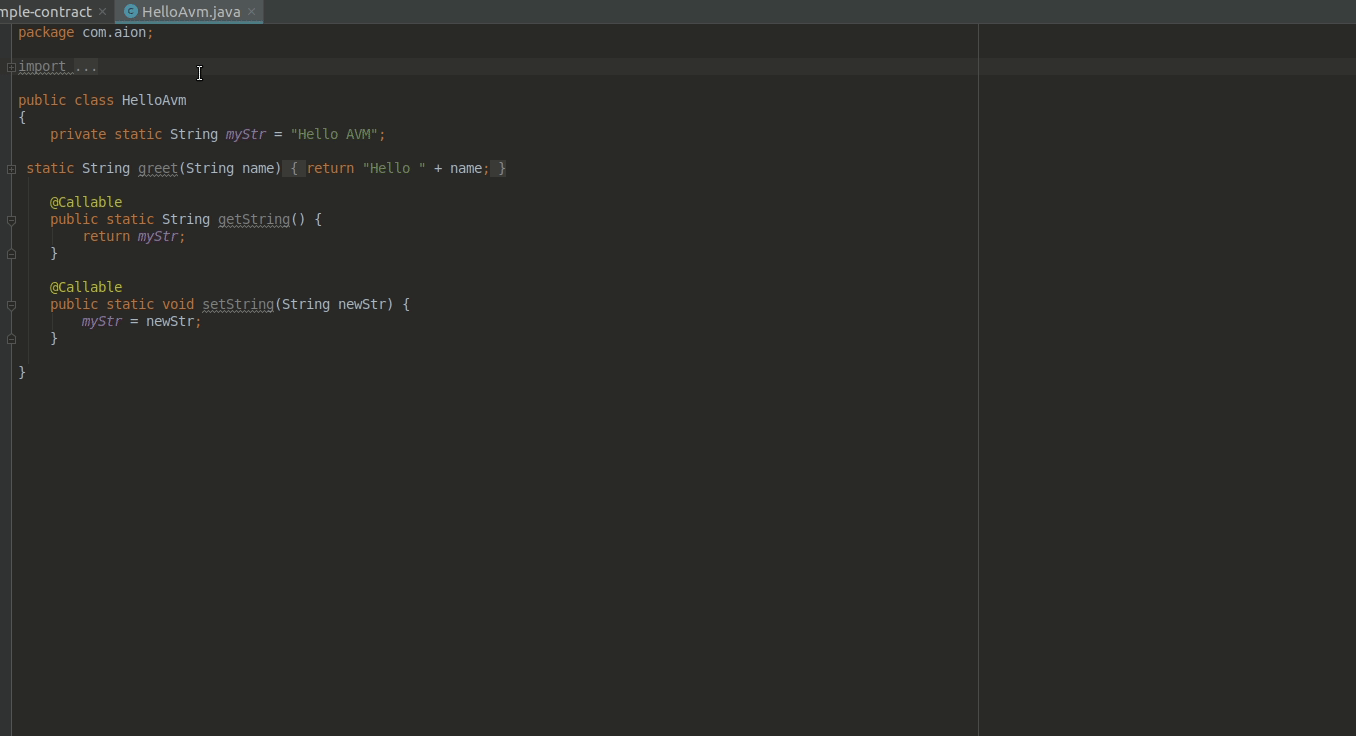 mple-contract × HelloAvm.java ×
package com.aion;
import ...
public class HelloAvm
{
private static String myStr = "Hello AVM";
static String greet(String name) { return "Hello " + name; }
@Callable
public static String getString() {
return myStr;
}
@Callable
public static void setString(String newStr) {
myStr = newStr;
}
}